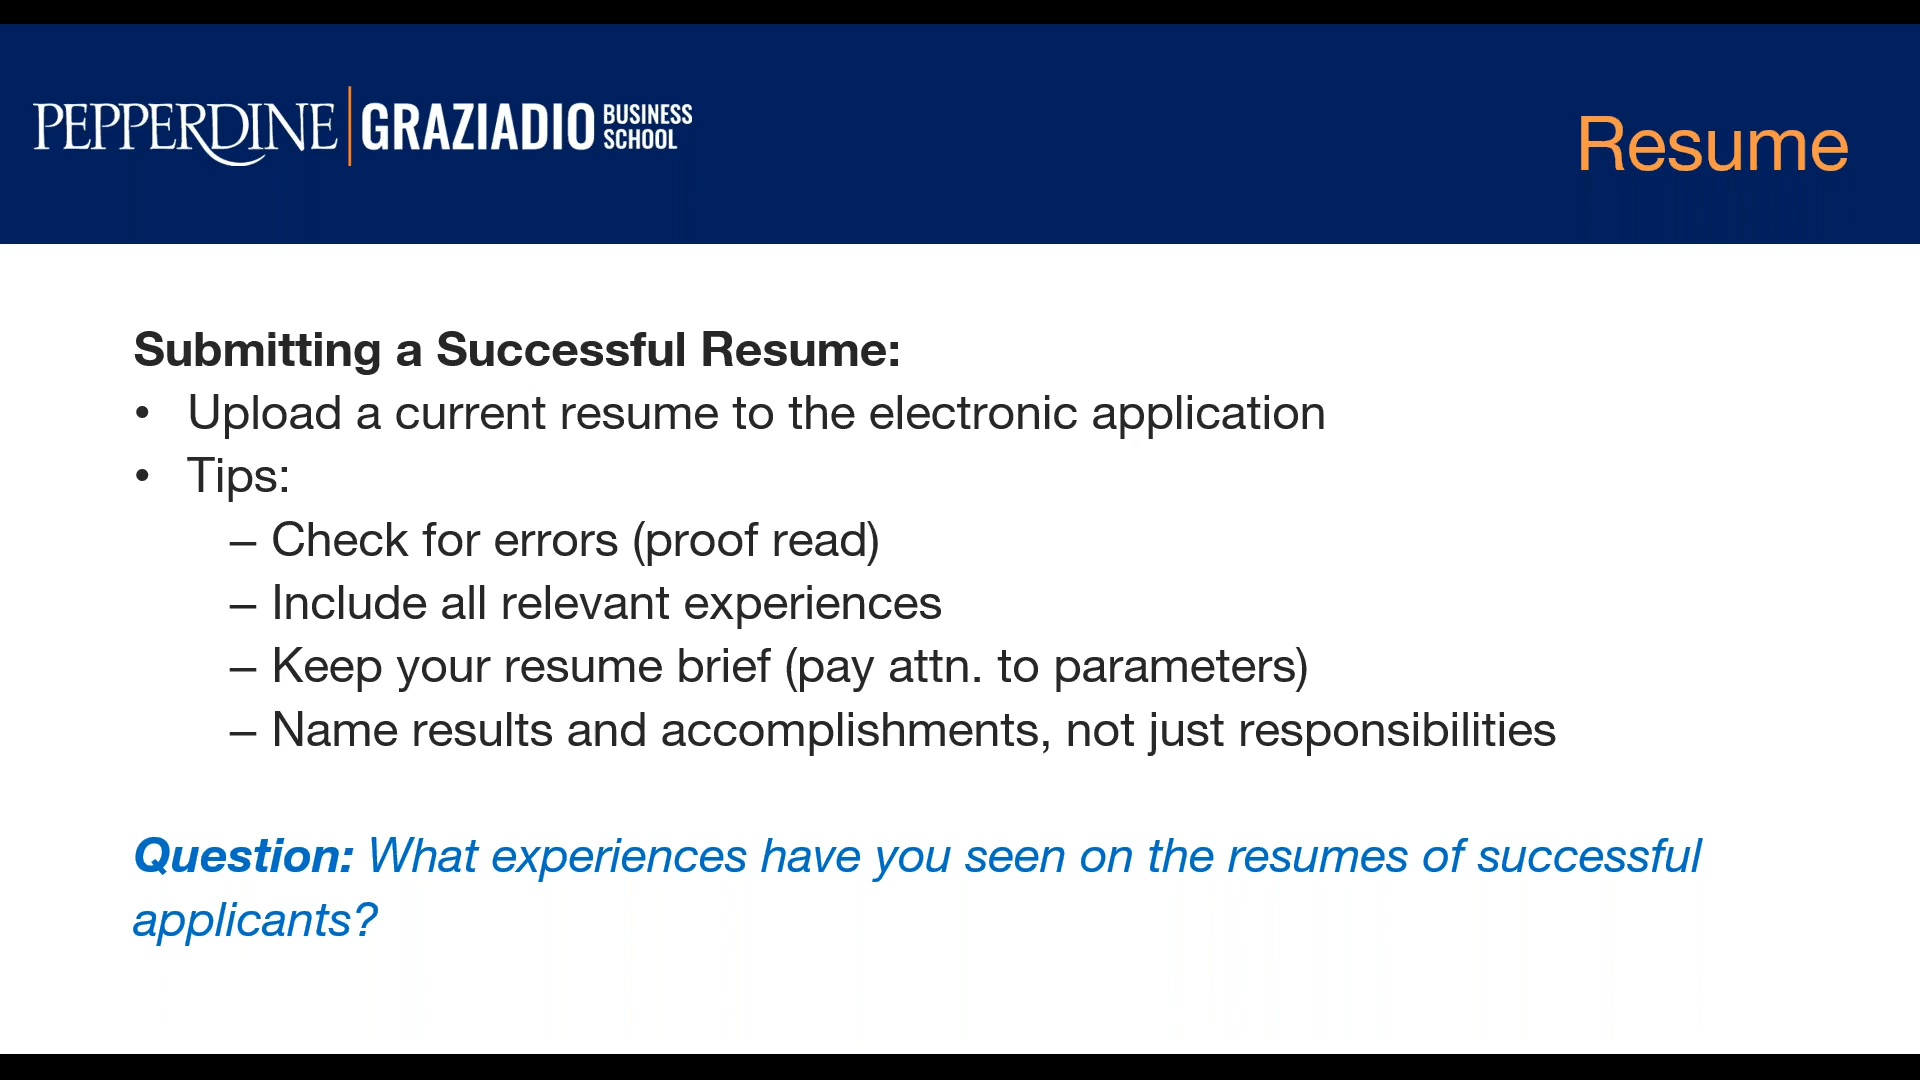 PEPPERDINE GRAZIADIO BUSINESS SCHOOL
Resume
Submitting a Successful Resume:
• Upload a current resume to the electronic application
• Tips:
– Check for errors (proof read)
– Include all relevant experiences
– Keep your resume brief (pay attn. to parameters)
– Name results and accomplishments, not just responsibilities
Question: What experiences have you seen on the resumes of successful
applicants?